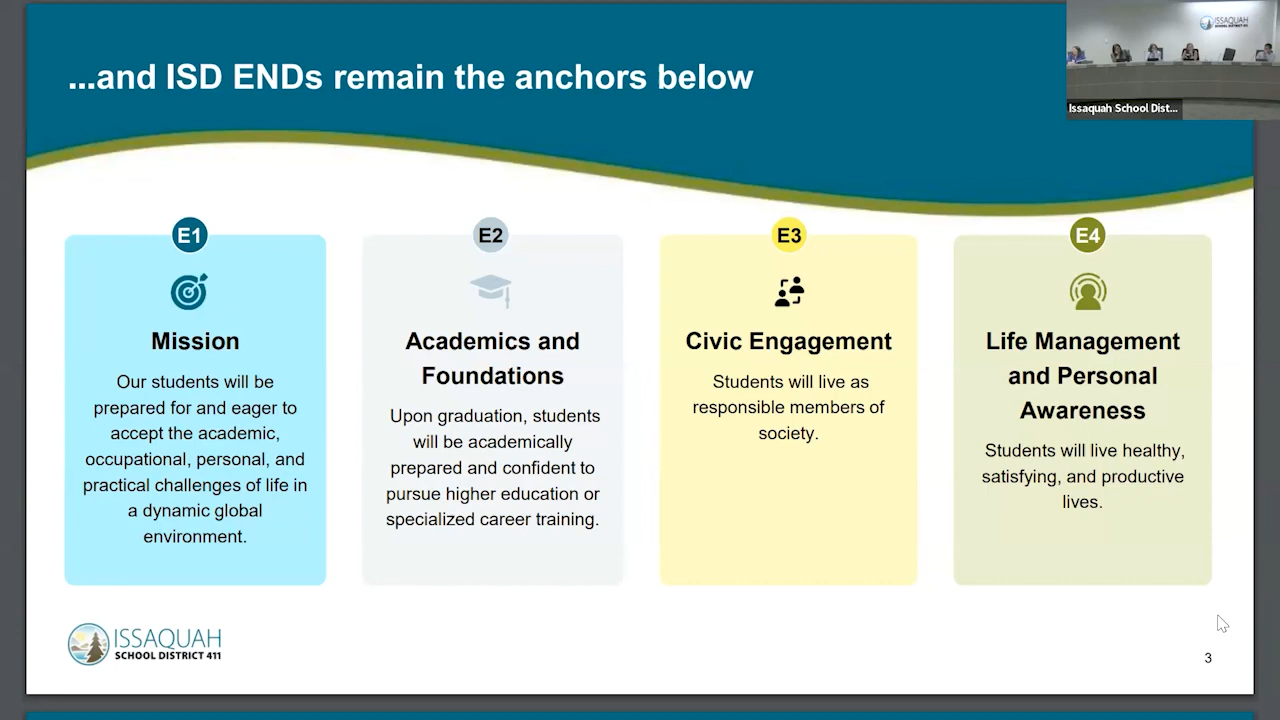 ...and ISD ENDs remain the anchors below
ISSAQUAH
SCHOOL DISTRICT 411
Issaquah School Dist...
E1
Mission
Our students will be
prepared for and eager to
accept the academic,
occupational, personal, and
practical challenges of life in
a dynamic global
environment.
E2
Academics and
Foundations
Upon graduation, students
will be academically
prepared and confident to
pursue higher education or
specialized career training.
E3
Civic Engagement
Students will live as
responsible members of
society.
E4
Life Management
and Personal
Awareness
Students will live healthy,
satisfying, and productive
lives.
ISSAQUAH
SCHOOL DISTRICT 411
3